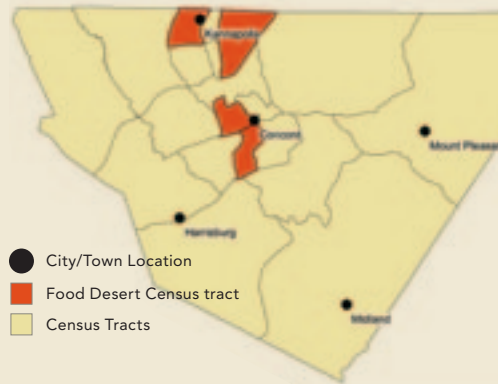 Kannapolis
Concord
Mount Pleasant
Harrisburg
Midland
City/Town Location
Food Desert Census tract
Census Tracts